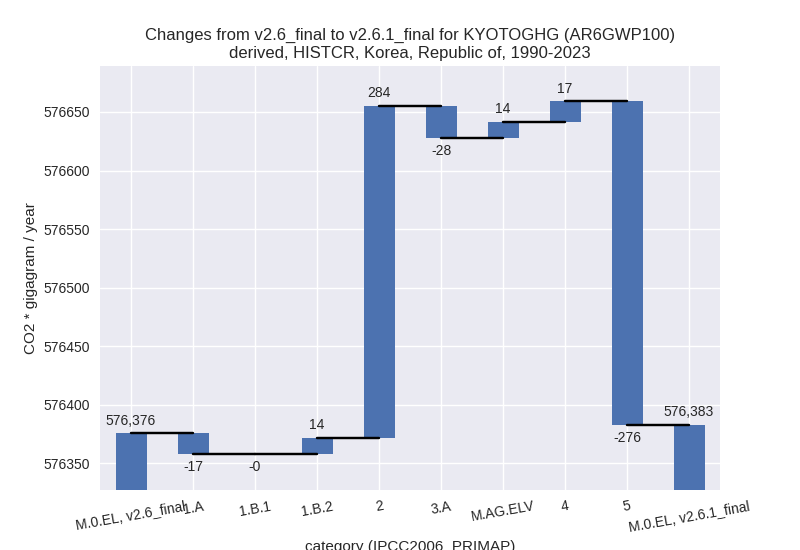 Changes from v2.6_final to v2.6.1_final for KYOTOGHG (AR6GWP100)
derived, HISTCR, Korea, Republic of, 1990-2023
CO2 * gigagram / year
576650
576600
576550
576500
576450
576400
576350
576,376
-17
-0
14
284
-28
14
17
-276
576,383
M.0.EL, v2.6_final
1.A
1.B.1
1.B.2
2
3.A
M.AG.ELV
4
5
M.0.EL, v2.6.1_final
category (IPCC2006_PRIMAP)